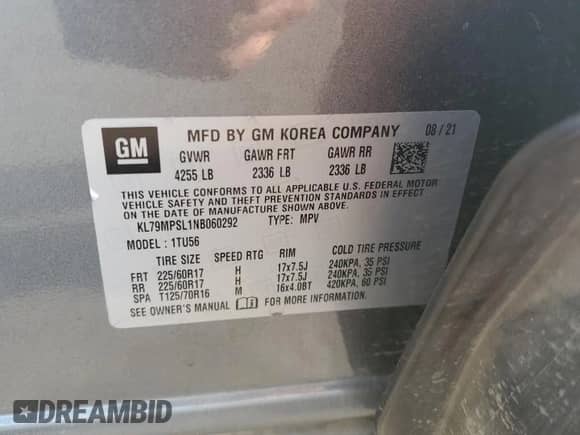 GM MFD BY GM KOREA COMPANY 08 / 21
GVWR GAWR FRT GAWR RR
4255 LB 2336 LB 2336 LB
THIS VEHICLE CONFORMS TO ALL APPLICABLE U.S. FEDERAL MOTOR
VEHICLE SAFETY AND THEFT PREVENTION STANDARDS IN EFFECT
ON THE DATE OF MANUFACTURE SHOWN ABOVE.
KL79MPSL1NB060292 TYPE: MPV
MODEL: 1TU56
TIRE SIZE SPEED RTG RIM COLD TIRE PRESSURE
FRT 225/60R17 H 17x7.5J 240KPA, 35 PSI
RR 225/60R17 H 17x7.5J 240KPA, 35 PSI
SPA T125/70R16 M 16x4.0BT 420KPA, 60 PSI
SEE OWNER'S MANUAL FOR MORE INFORMATION
DREAMBID